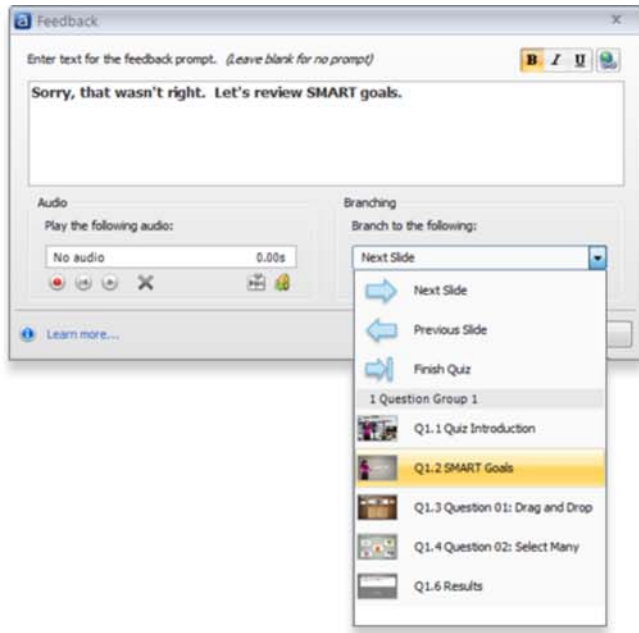 a Feedback x
Enter text for the feedback prompt. (Leave blank for no prompt)
B I U
Sorry, that wasn't right. Let's review SMART goals.
Audio
Branching
Play the following audio:
Branch to the following:
No audio 0.00s
Next Slide
Next Slide
Learn more...
Previous Slide
Finish Quiz
1 Question Group 1
Q1.1 Quiz Introduction
Q1.2 SMART Goals
Q1.3 Question 01: Drag and Drop
Q1.4 Question 02: Select Many
Q1.6 Results